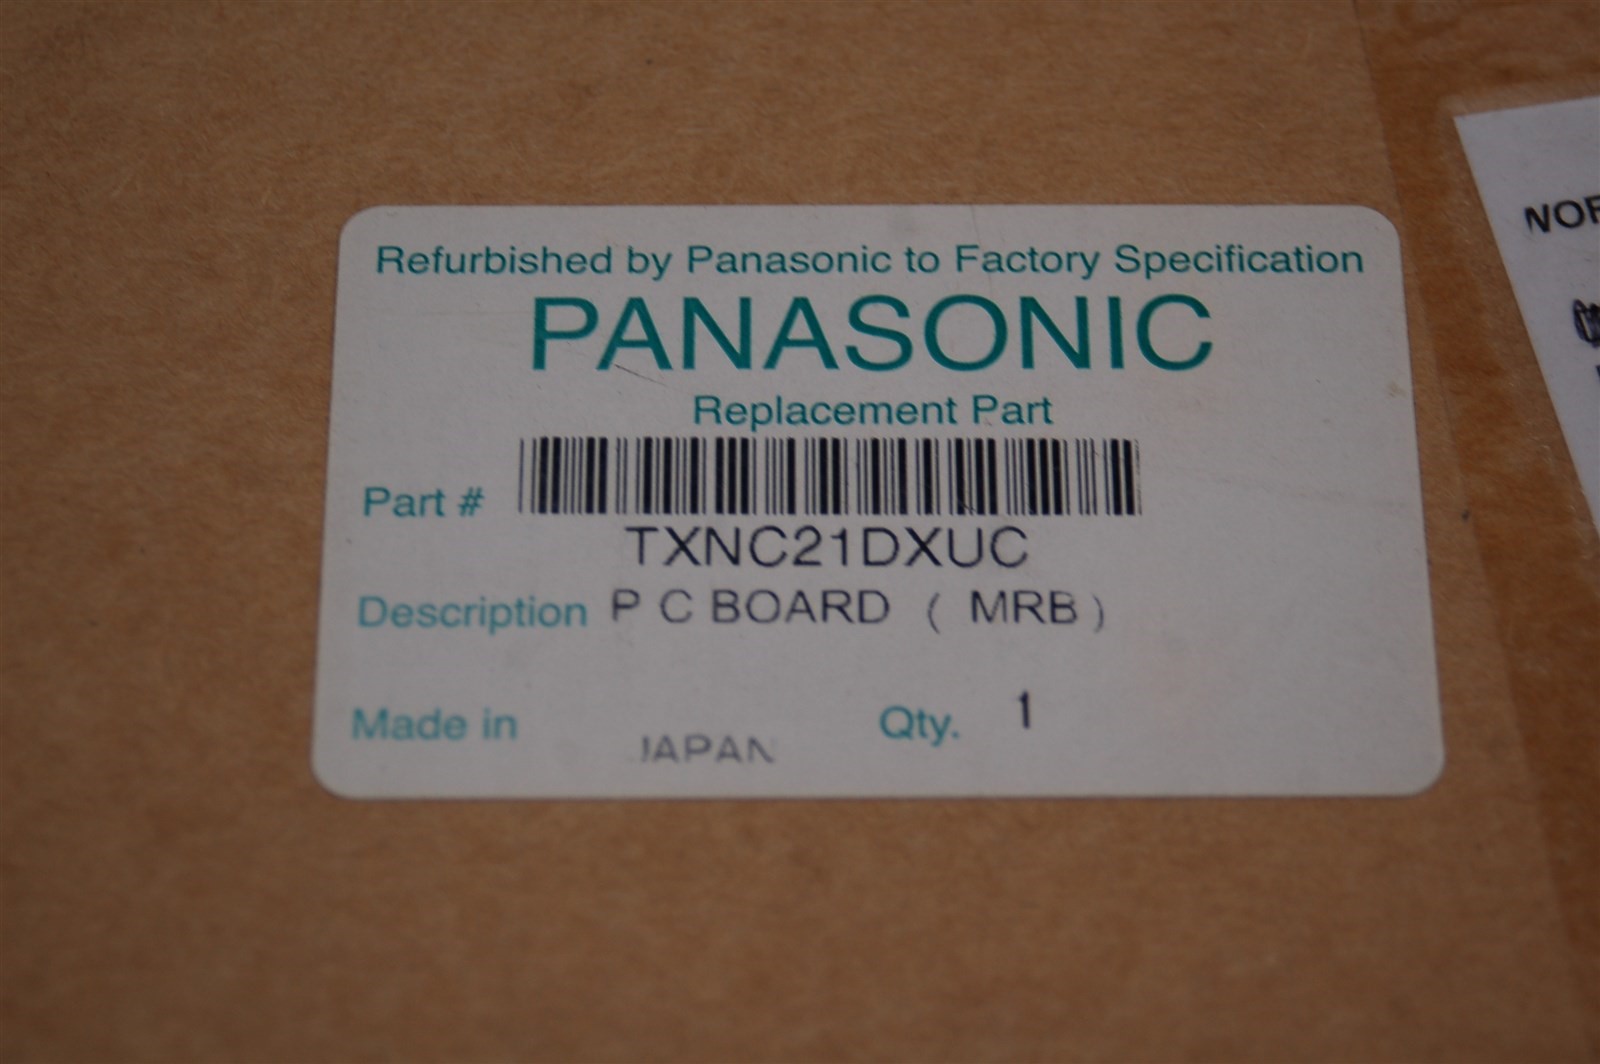 Refurbished by Panasonic to Factory Specification
PANASONIC
Replacement Part
Part #
TXNC21DXUC
Description P C BOARD ( MRB )
Made in JAPAN Qty. 1